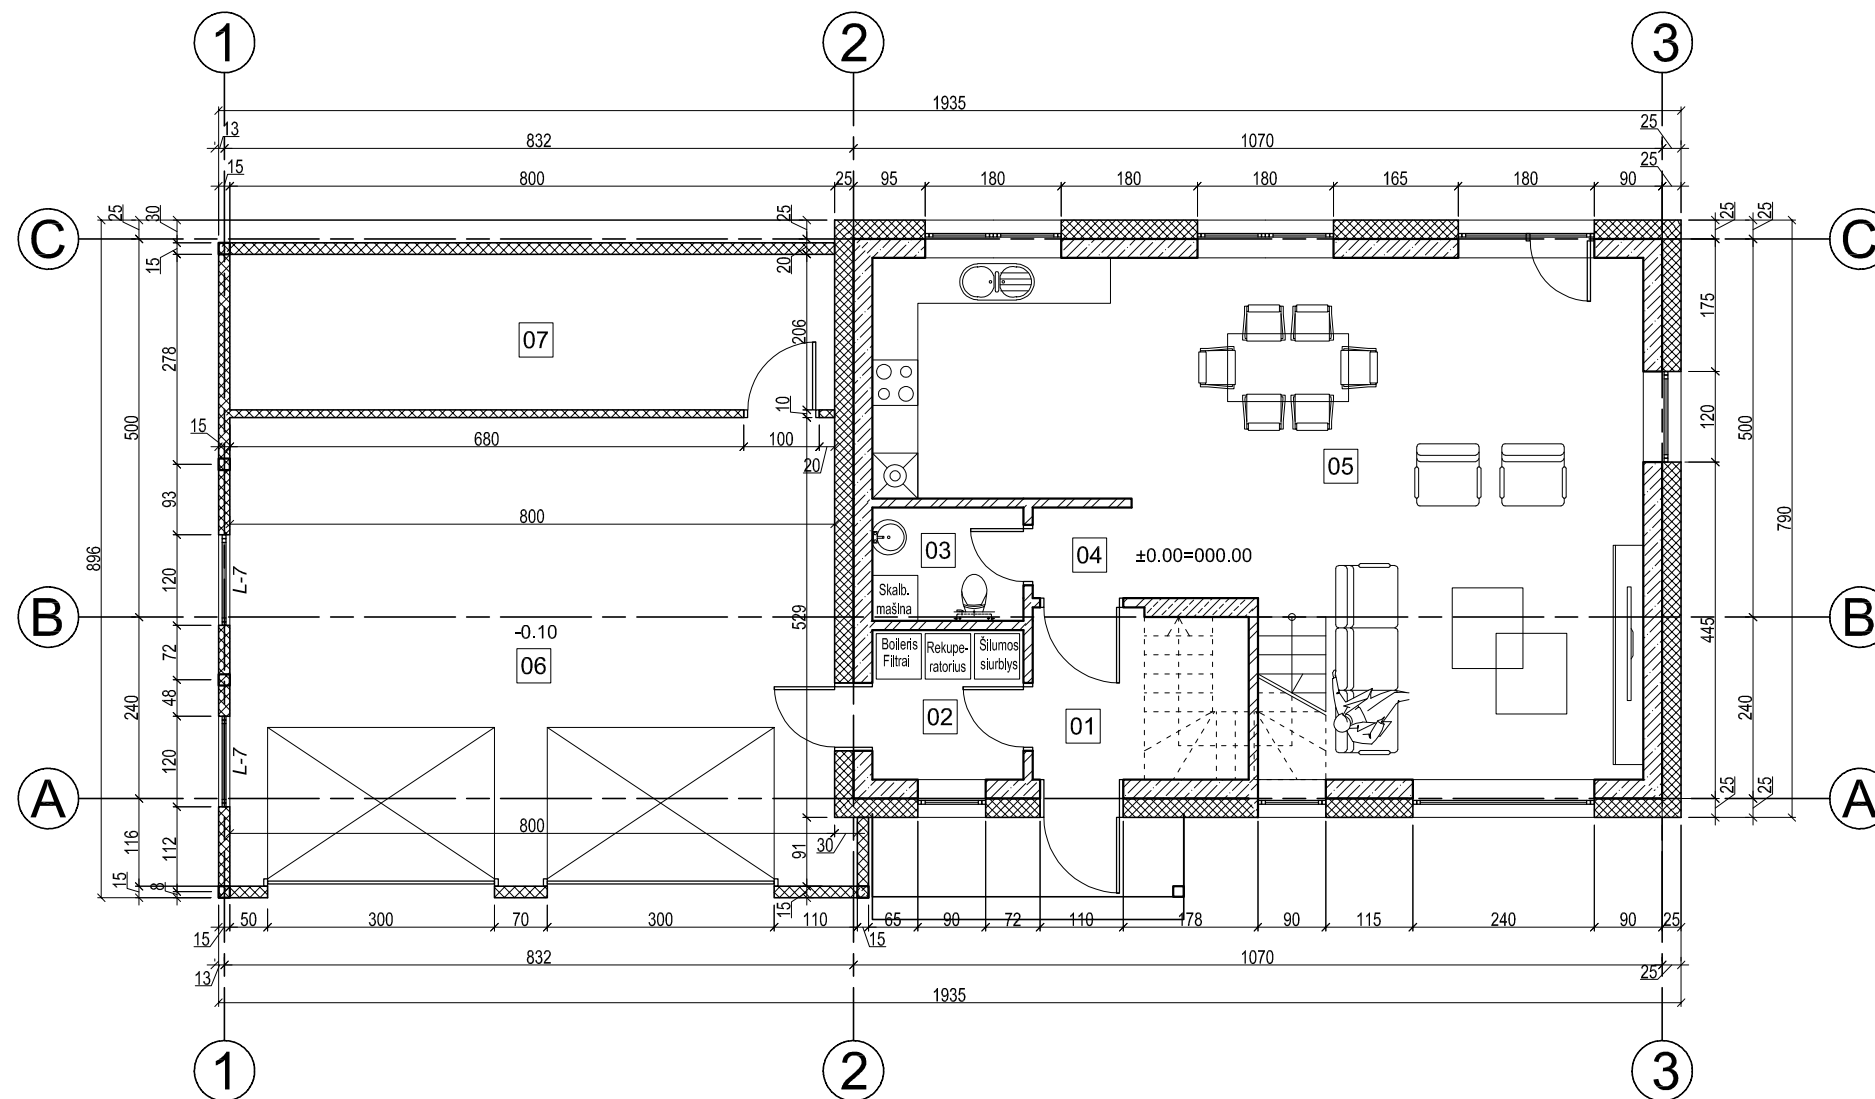 1 2 3
1935
13 832 1070 25
15 800 25 95 180 180 180 165 180 90 25
C C
25 30 25 25 25
15 20
07
278 206 175
500 10 120 500
15 680 100 20
05
93
800
03 04 ±0.00=000.00
896 790
120 L-7
Skalb.
mašIna
B B
-0.10
529 445
72 06
Boileris
Filtrai
Rekupe-
ratorius
Šilumos
siurblys
48
240 240
02 01
120 L-7
A A
25 25
116 112 800 30 91
15 8 15
15 50 300 70 300 110 15 65 90 72 110 178 90 115 240 90 25
13 832 1070 25
1935
1 2 3